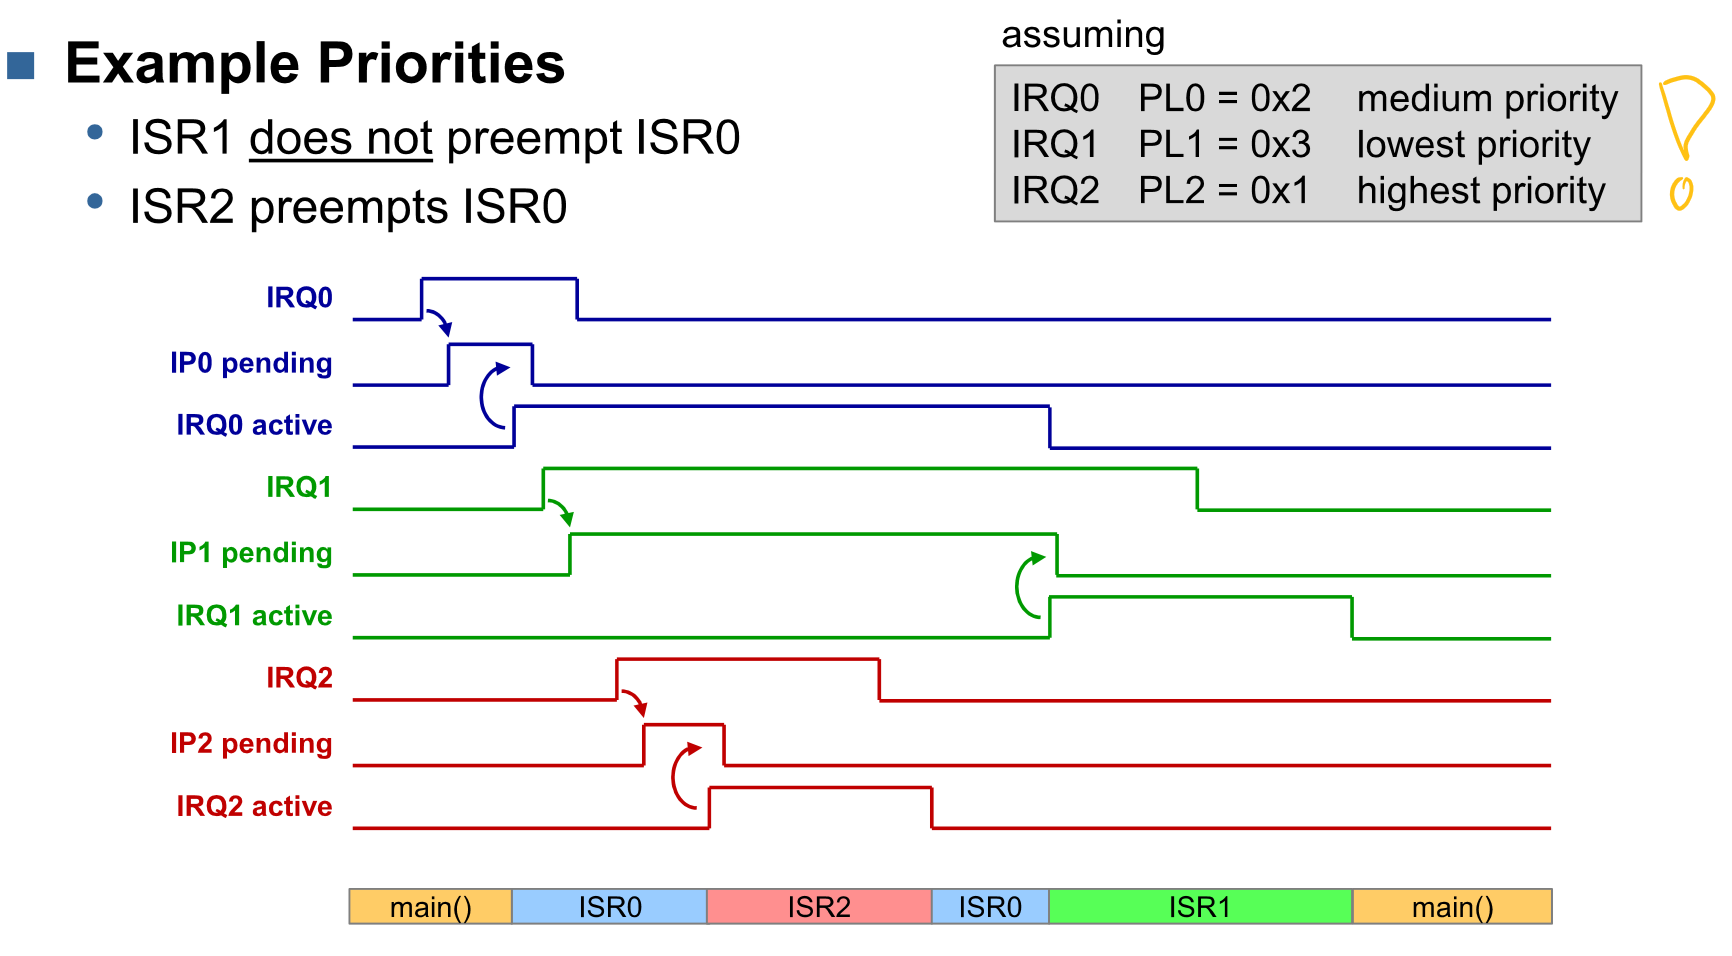 Example Priorities
ISR1 does not preempt ISR0
ISR2 preempts ISR0
assuming
IRQ0 PL0 = 0x2 medium priority
IRQ1 PL1 = 0x3 lowest priority
IRQ2 PL2 = 0x1 highest priority
IRQ0
IP0 pending
IRQ0 active
IRQ1
IP1 pending
IRQ1 active
IRQ2
IP2 pending
IRQ2 active
main() ISR0 ISR2 ISR0 ISR1 main()